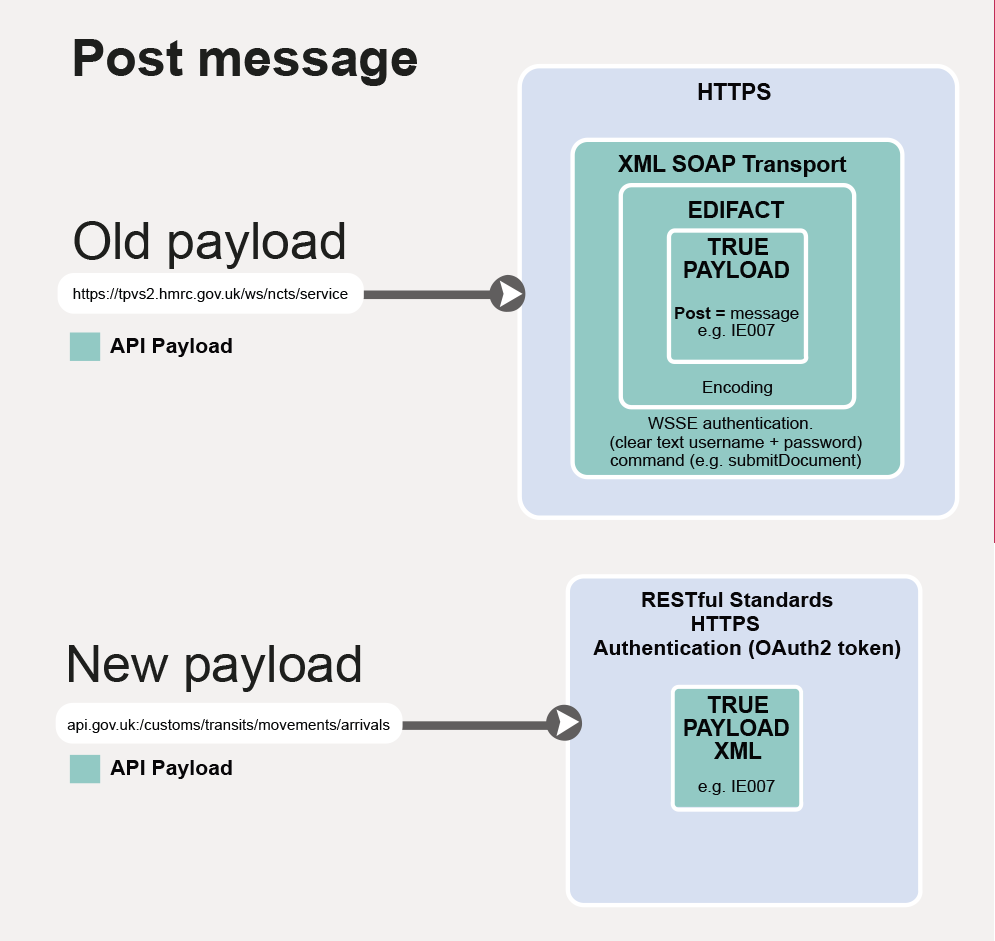 Post message
HTTPS
XML SOAP Transport
EDIFACT
TRUE
PAYLOAD
Post = message
e.g. IE007
Encoding
WSSE authentication.
(clear text username + password)
command (e.g. submitDocument)
Old payload
https://tpvs2.hmrc.gov.uk/ws/ncts/service
API Payload
RESTful Standards
HTTPS
Authentication (OAuth2 token)
TRUE
PAYLOAD
XML
e.g. IE007
New payload
api.gov.uk:/customs/transits/movements/arrivals
API Payload